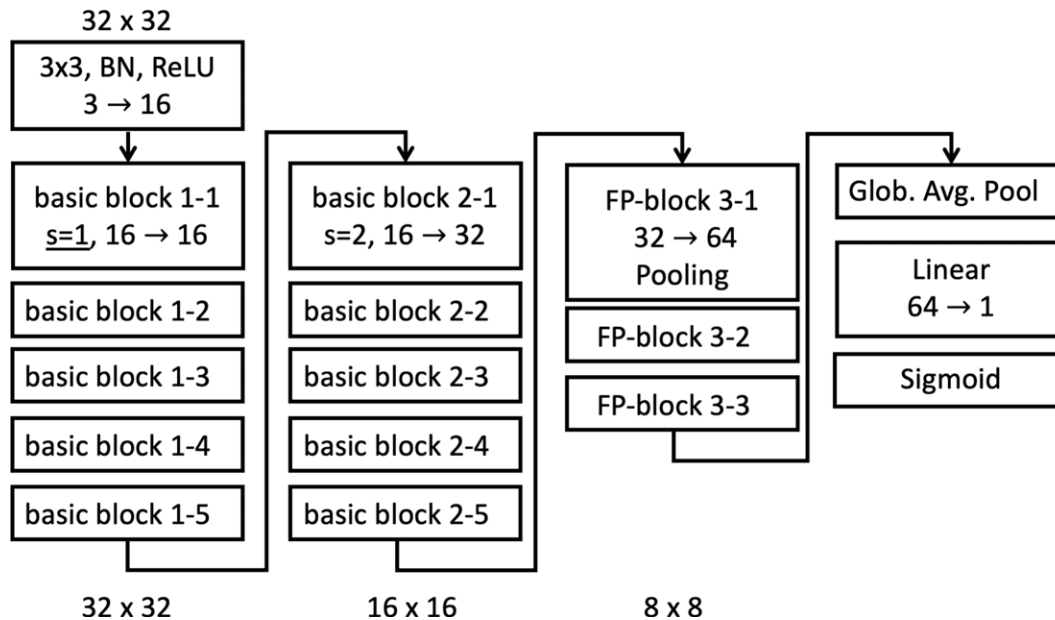 32 x 32
3x3, BN, ReLU
3 → 16
basic block 1-1
s=1, 16 → 16
basic block 1-2
basic block 1-3
basic block 1-4
basic block 1-5
32 x 32
basic block 2-1
s=2, 16 → 32
basic block 2-2
basic block 2-3
basic block 2-4
basic block 2-5
16 x 16
FP-block 3-1
32 → 64
Pooling
FP-block 3-2
FP-block 3-3
8 x 8
Glob. Avg. Pool
Linear
64 → 1
Sigmoid